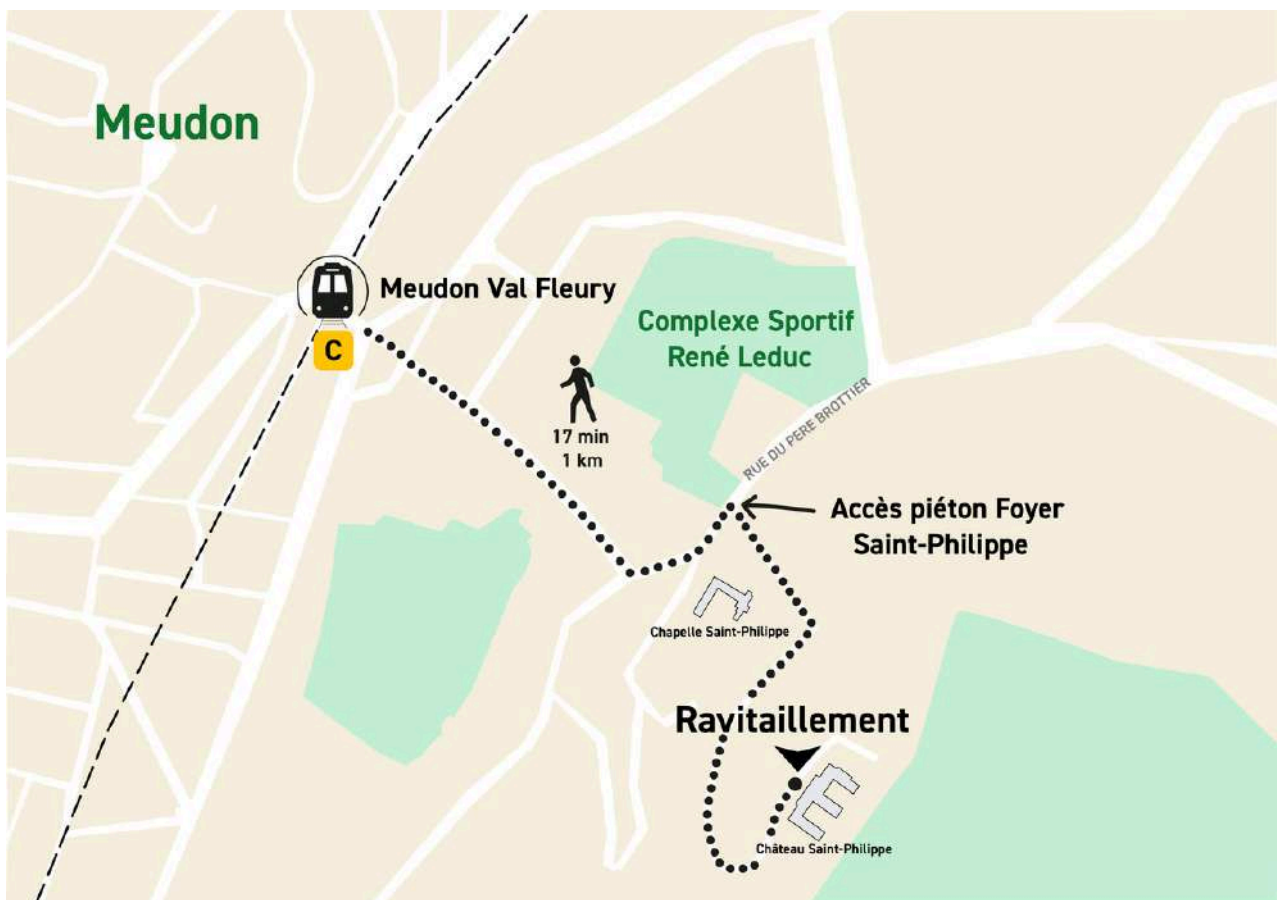 Meudon
Meudon Val Fleury
C
Complexe Sportif
René Leduc
17 min
1 km
RUE DU PERE BROTTIER
Accès piéton Foyer
Saint-Philippe
Chapelle Saint-Philippe
Ravitaillement
Château Saint-Philippe